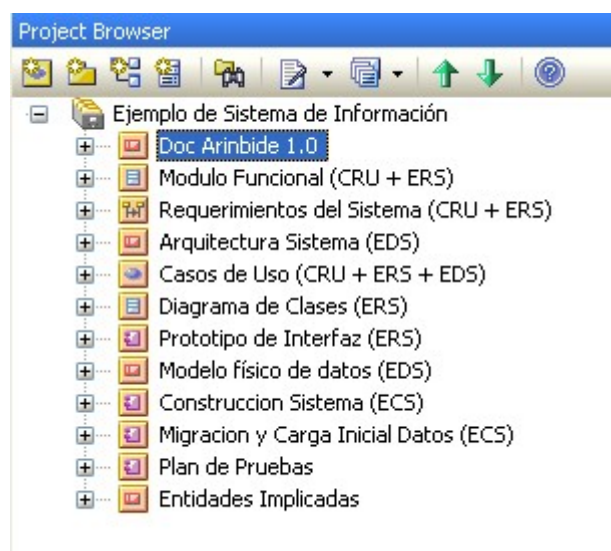 Project Browser
Ejemplo de Sistema de Información
Doc Arinbide 1.0
Modulo Funcional (CRU + ERS)
Requerimientos del Sistema (CRU + ERS)
Arquitectura Sistema (EDS)
Casos de Uso (CRU + ERS + EDS)
Diagrama de Clases (ERS)
Prototipo de Interfaz (ERS)
Modelo físico de datos (EDS)
Construccion Sistema (ECS)
Migracion y Carga Inicial Datos (ECS)
Plan de Pruebas
Entidades Implicadas